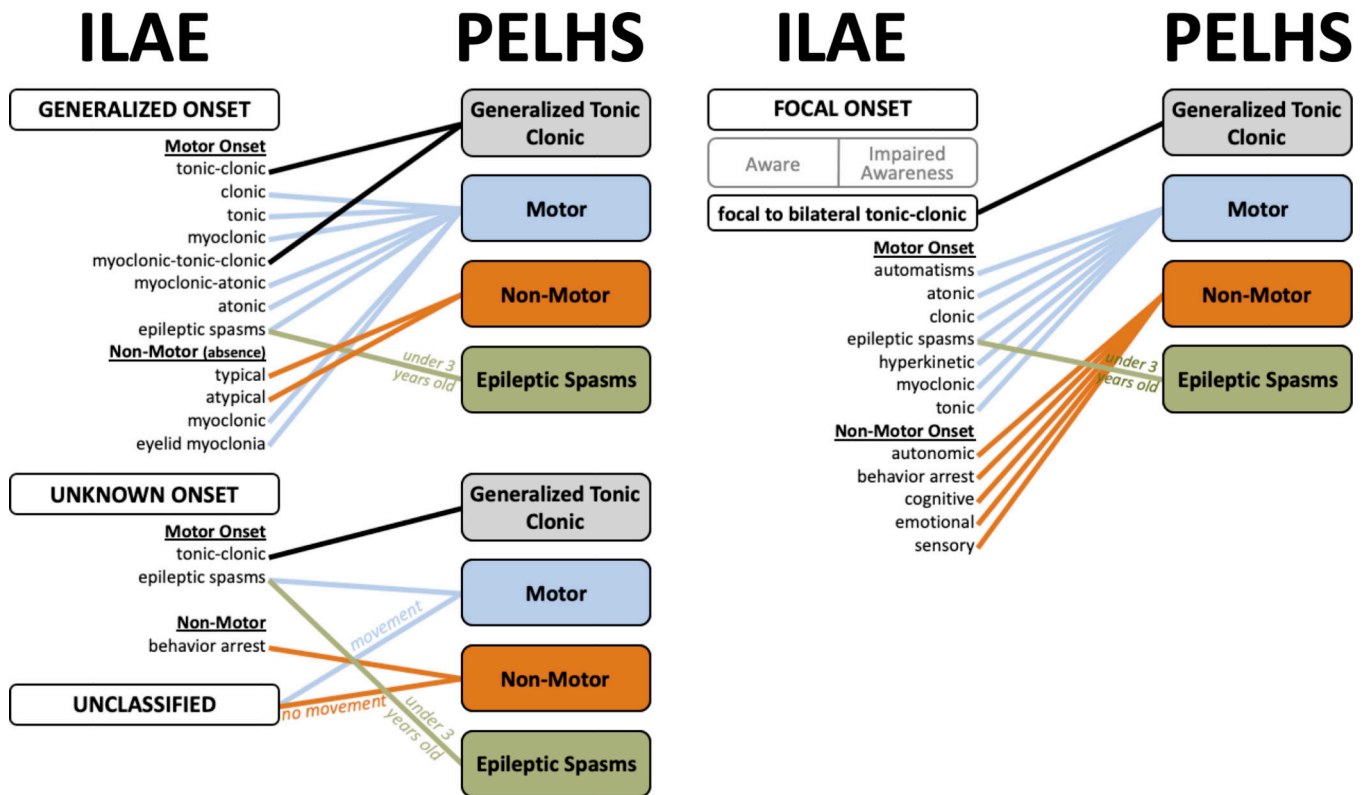 ILAE
PELHS
GENERALIZED ONSET
Motor Onset
tonic-clonic
clonic
tonic
myoclonic
myoclonic-tonic-clonic
myoclonic-atonic
atonic
epileptic spasms
Non-Motor (absence)
typical
atypical
myoclonic
eyelid myoclonia
Generalized Tonic
Clonic
Motor
Non-Motor
under 3
years old
Epileptic Spasms
UNKNOWN ONSET
Motor Onset
tonic-clonic
epileptic spasms
Non-Motor
behavior arrest
UNCLASSIFIED
movement
no movement
under 3
years old
Generalized Tonic
Clonic
Motor
Non-Motor
Epileptic Spasms
ILAE
PELHS
FOCAL ONSET
Aware
Impaired
Awareness
focal to bilateral tonic-clonic
Motor Onset
automatisms
atonic
clonic
epileptic spasms
hyperkinetic
myoclonic
tonic
Non-Motor Onset
autonomic
behavior arrest
cognitive
emotional
sensory
Generalized Tonic
Clonic
Motor
Non-Motor
under 3
years old
Epileptic Spasms